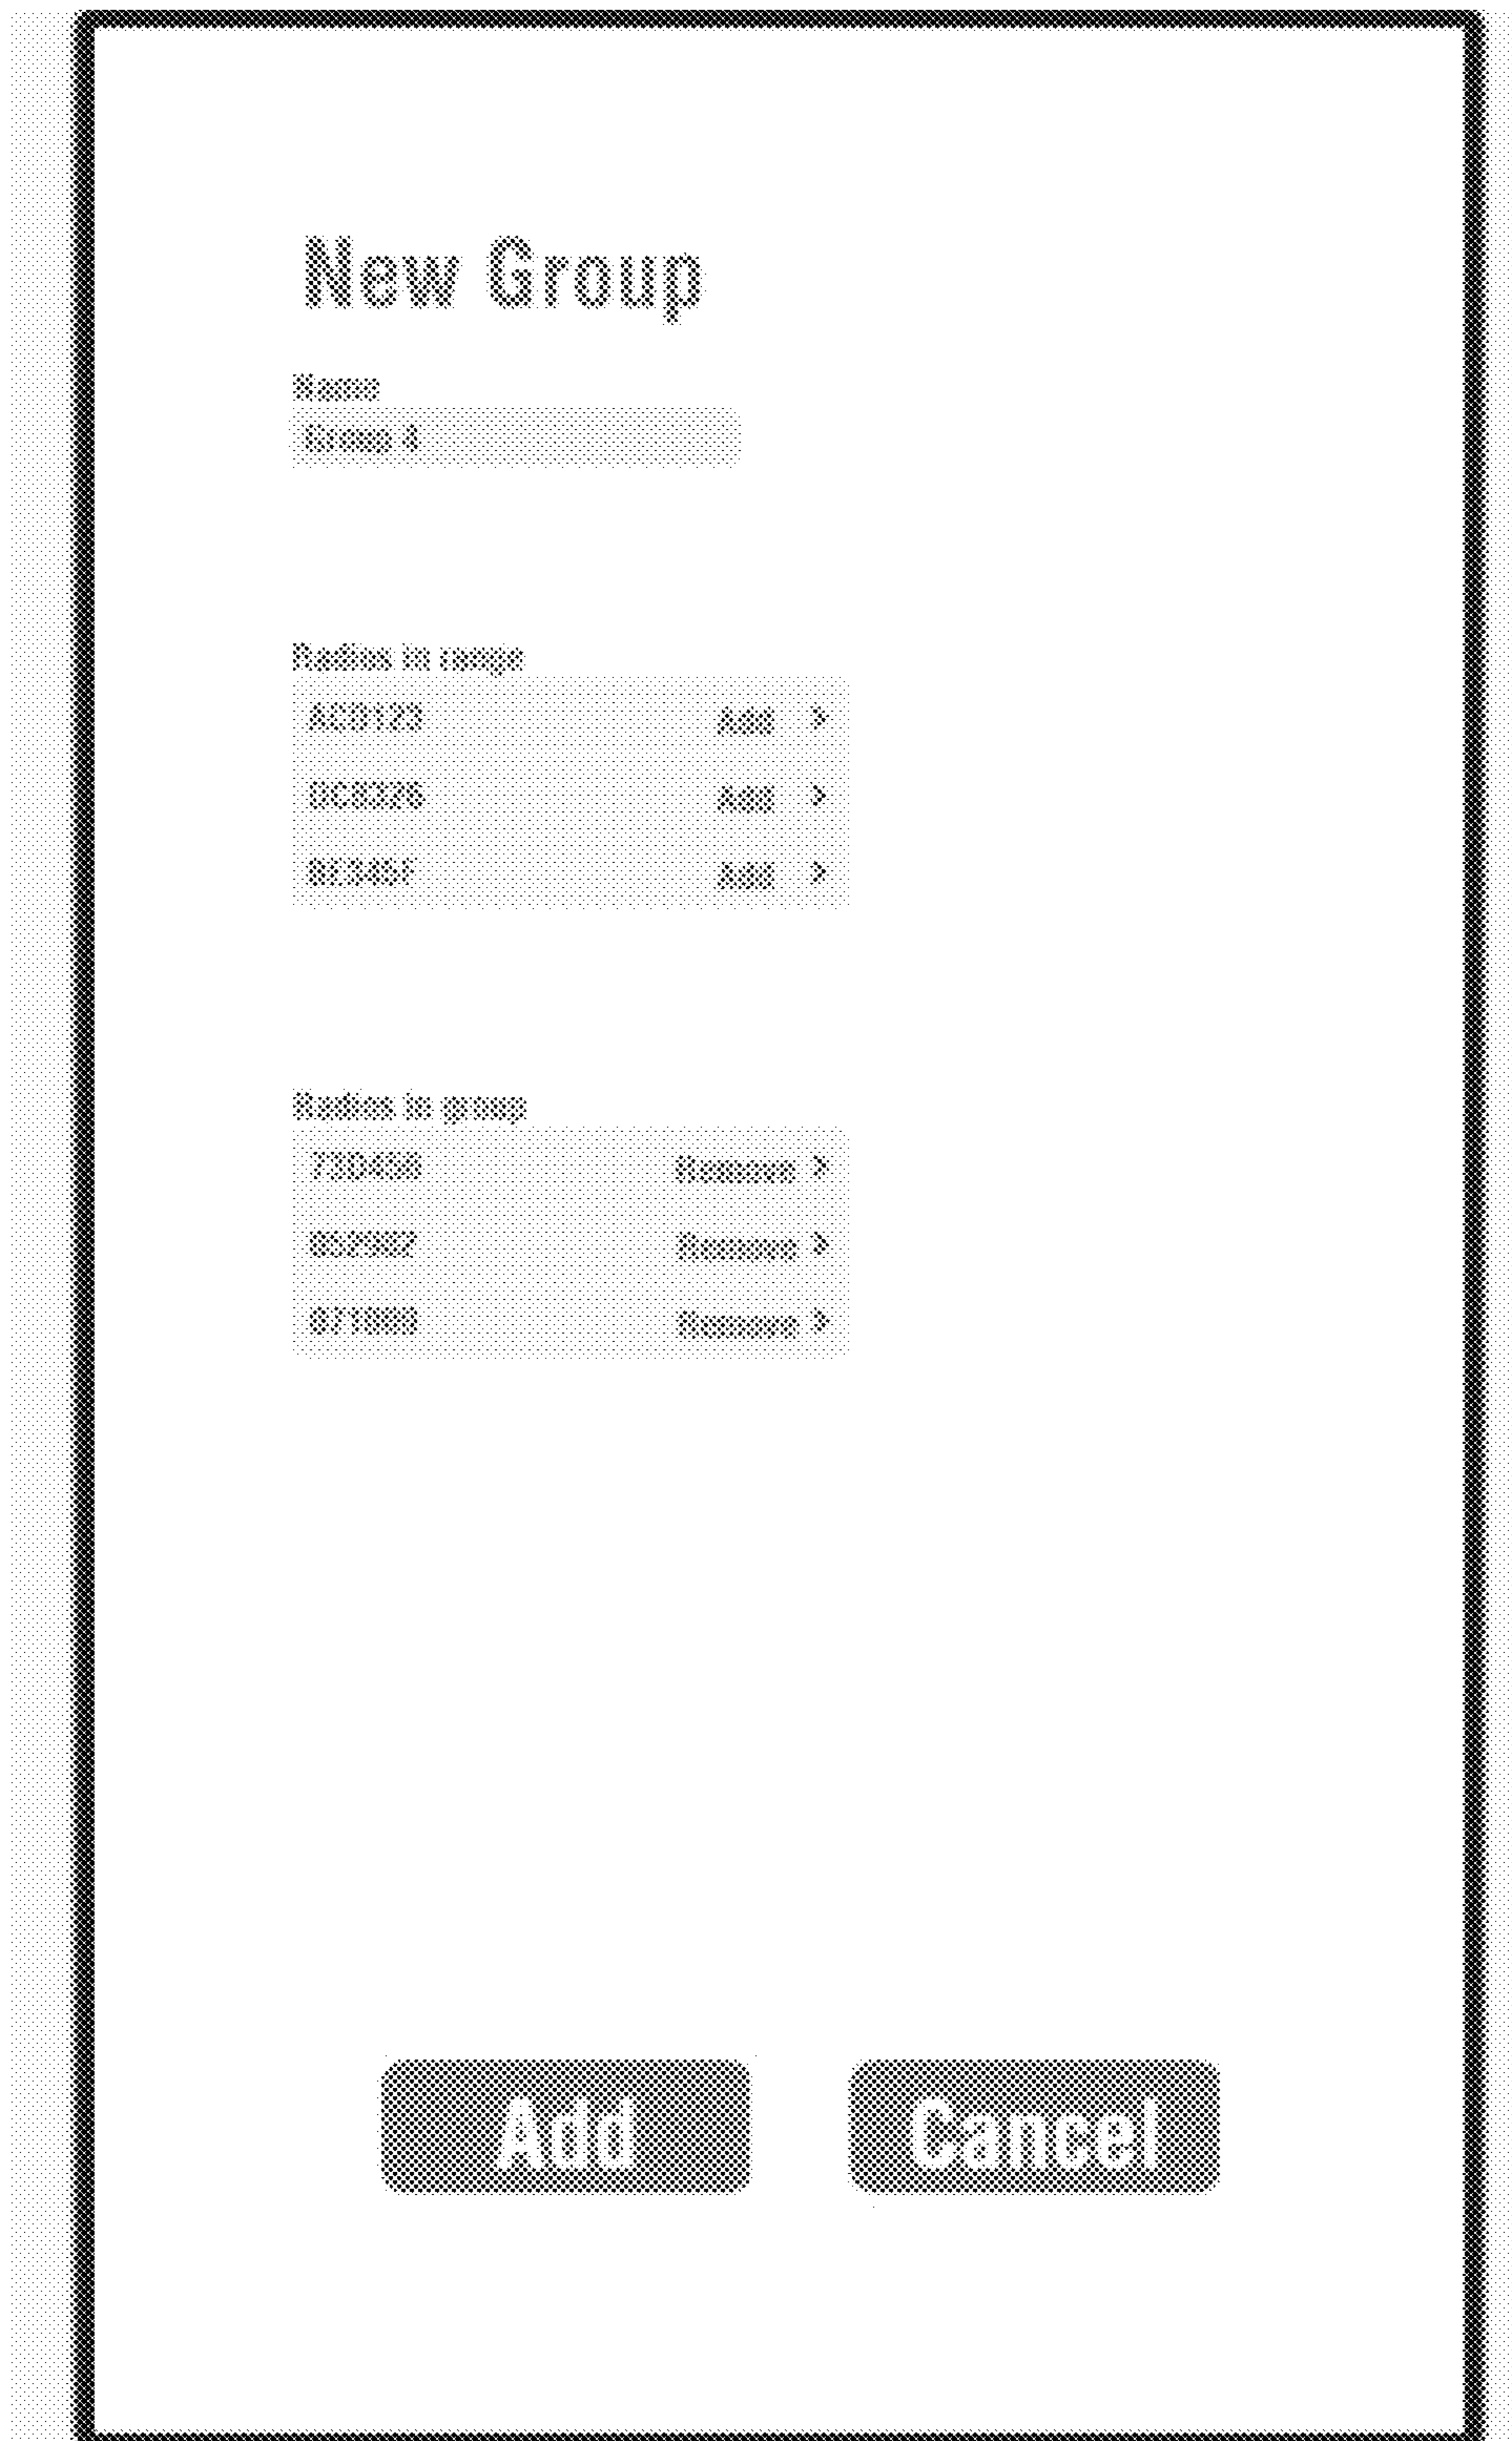 New Group
Name
Group 4
Radios in range
Add >
Add >
Add >
Radios in group
Remove >
Remove >
Remove >
Add
Cancel